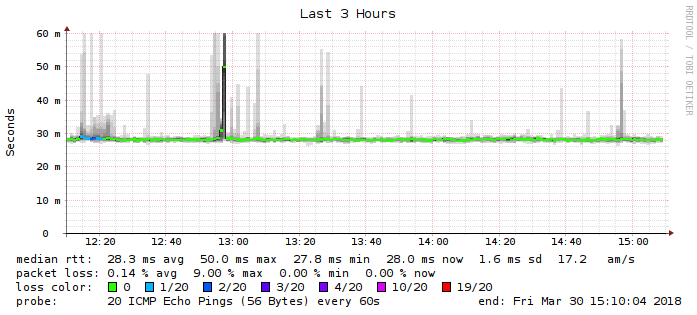 Last 3 Hours
RRDTOOL / TOBI OETIKER
Seconds
60 m
50 m
40 m
30 m
20 m
10 m
0
12:20 12:40 13:00 13:20 13:40 14:00 14:20 14:40 15:00
median rtt: 28.3 ms avg 50.0 ms max 27.8 ms min 28.0 ms now 1.6 ms sd 17.2 am/s
packet loss: 0.14 % avg 9.00 % max 0.00 % min 0.00 % now
loss color: 0 1/20 2/20 3/20 4/20 10/20 19/20
probe: 20 ICMP Echo Pings (56 Bytes) every 60s end: Fri Mar 30 15:10:04 2018